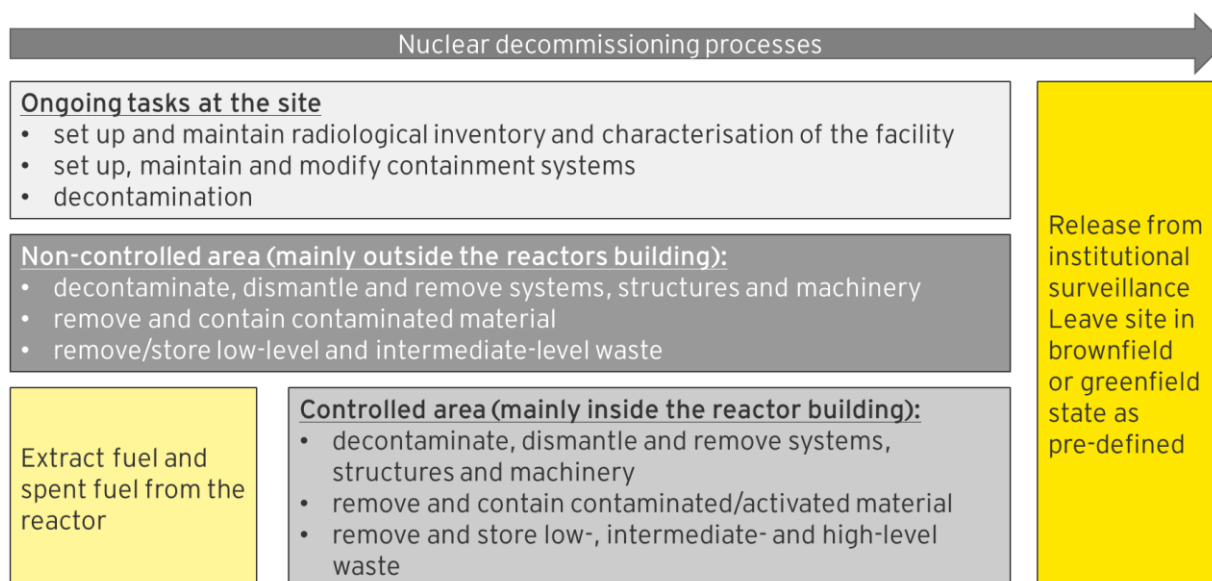 Nuclear decommissioning processes
Ongoing tasks at the site
• set up and maintain radiological inventory and characterisation of the facility
• set up, maintain and modify containment systems
• decontamination
Non-controlled area (mainly outside the reactors building):
• decontaminate, dismantle and remove systems, structures and machinery
• remove and contain contaminated material
• remove/store low-level and intermediate-level waste
Extract fuel and
spent fuel from the
reactor
Controlled area (mainly inside the reactor building):
• decontaminate, dismantle and remove systems,
structures and machinery
• remove and contain contaminated/activated material
• remove and store low-, intermediate- and high-level
waste
Release from
institutional
surveillance
Leave site in
brownfield
or greenfield
state as
pre-defined